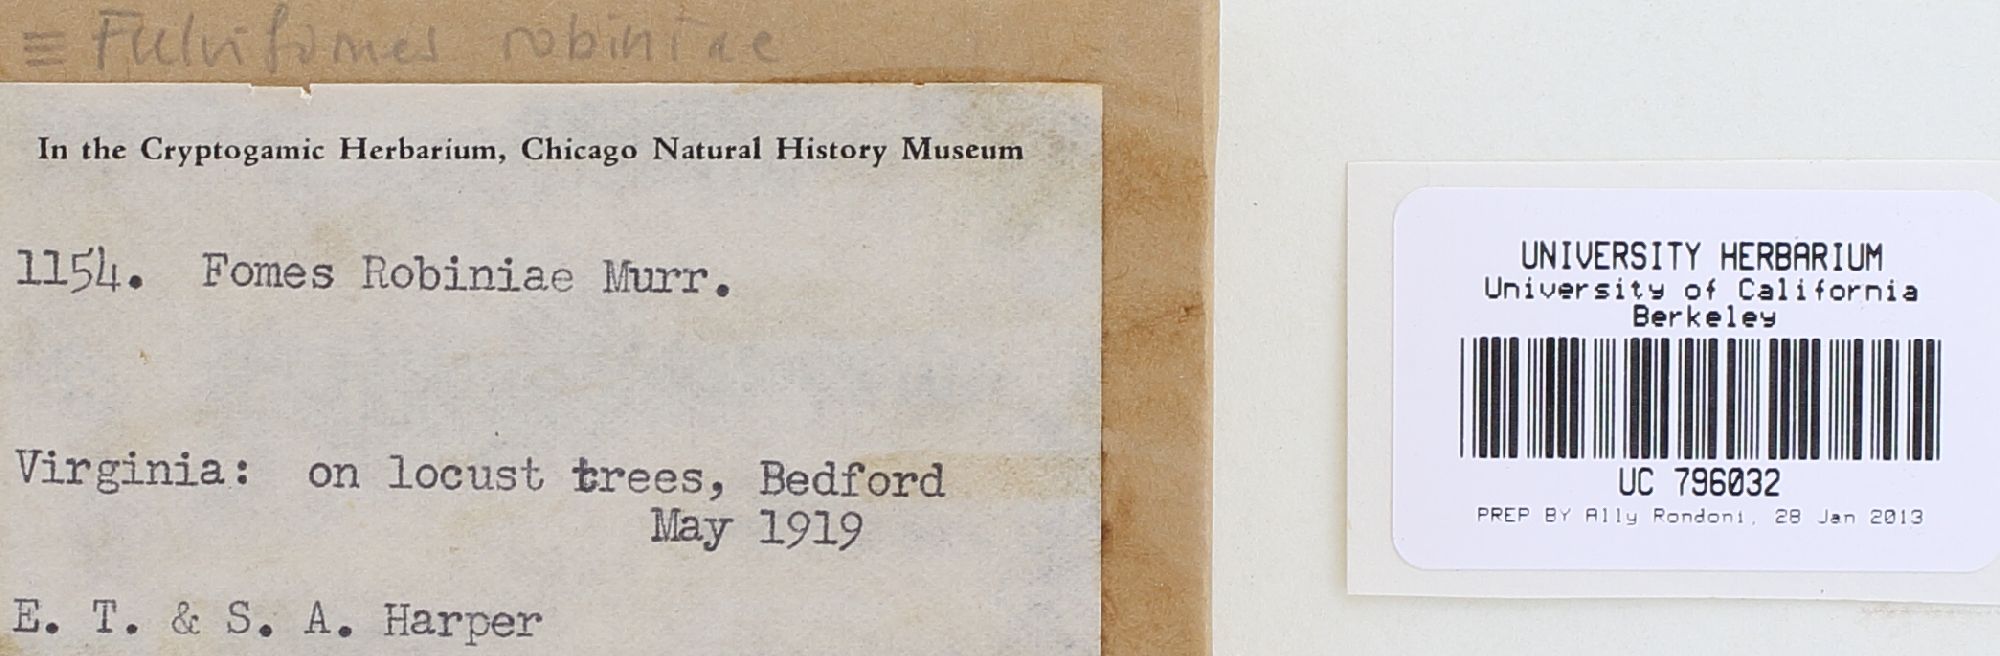 ≡ Fulvifomes robiniae
In the Cryptogamic Herbarium, Chicago Natural History Museum
1154. Fomes Robiniae Murr.
Virginia: on locust trees, Bedford
May 1919
E. T. & S. A. Harper
UNIVERSITY HERBARIUM
University of California
Berkeley
UC 796032
PREP BY Ally Rondoni, 28 Jan 2013